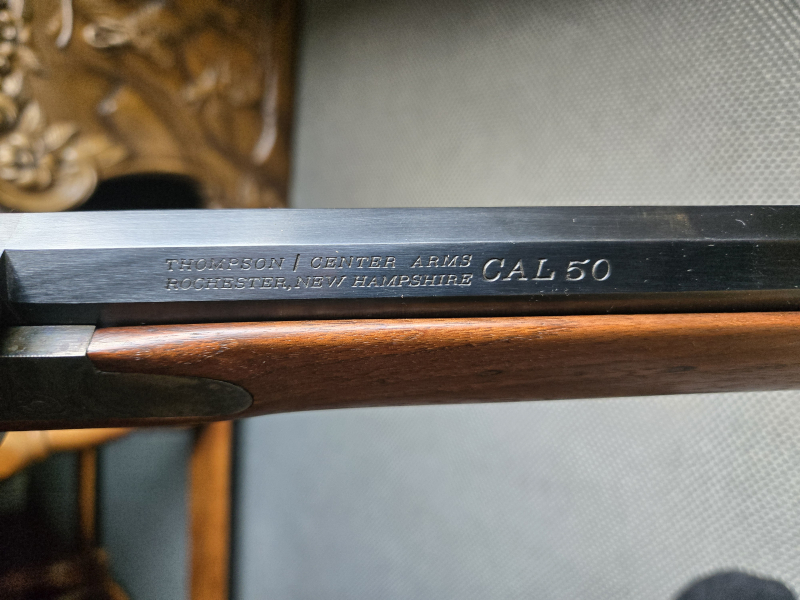 THOMPSON / CENTER ARMS
ROCHESTER, NEW HAMPSHIRE
CAL 50